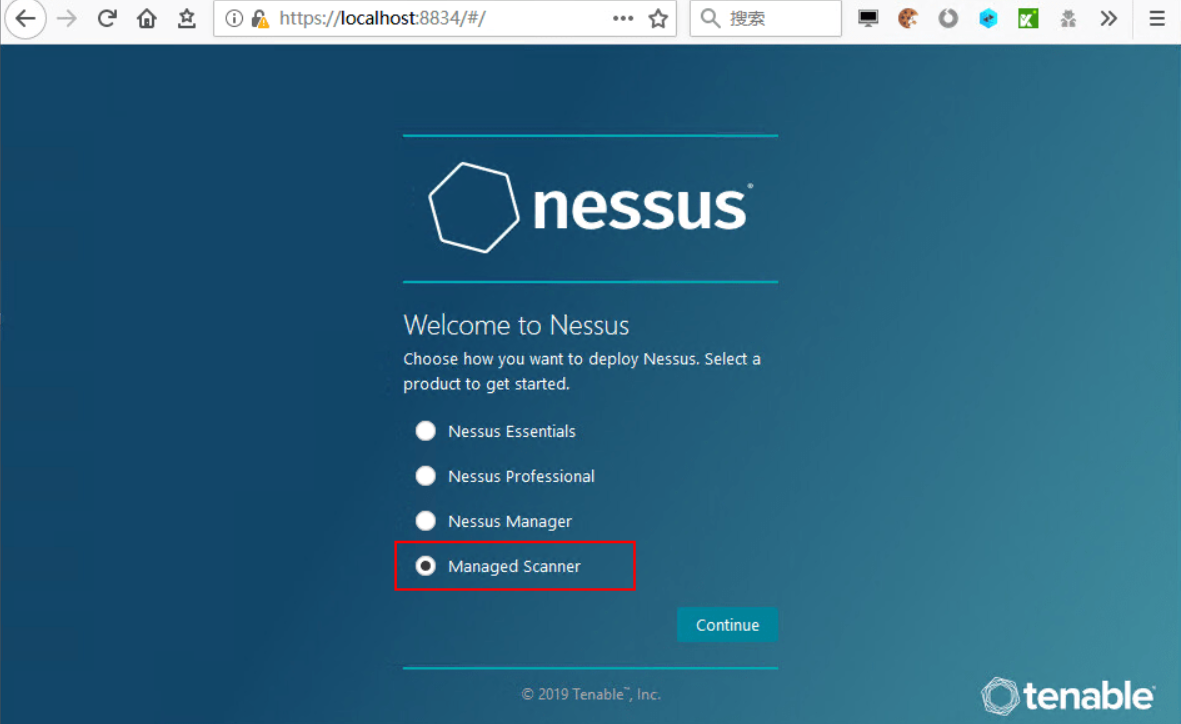 https://localhost:8834/#/
搜索
nessus®
Welcome to Nessus
Choose how you want to deploy Nessus. Select a
product to get started.
Nessus Essentials
Nessus Professional
Nessus Manager
Managed Scanner
Continue
© 2019 Tenable™, Inc.
tenable®